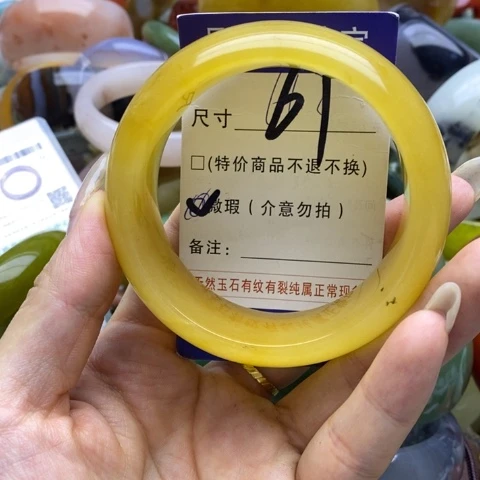 尺寸 61
□(特价商品不退不换)
微瑕(介意勿拍)
备注:
天然玉石有纹有裂纯属正常现